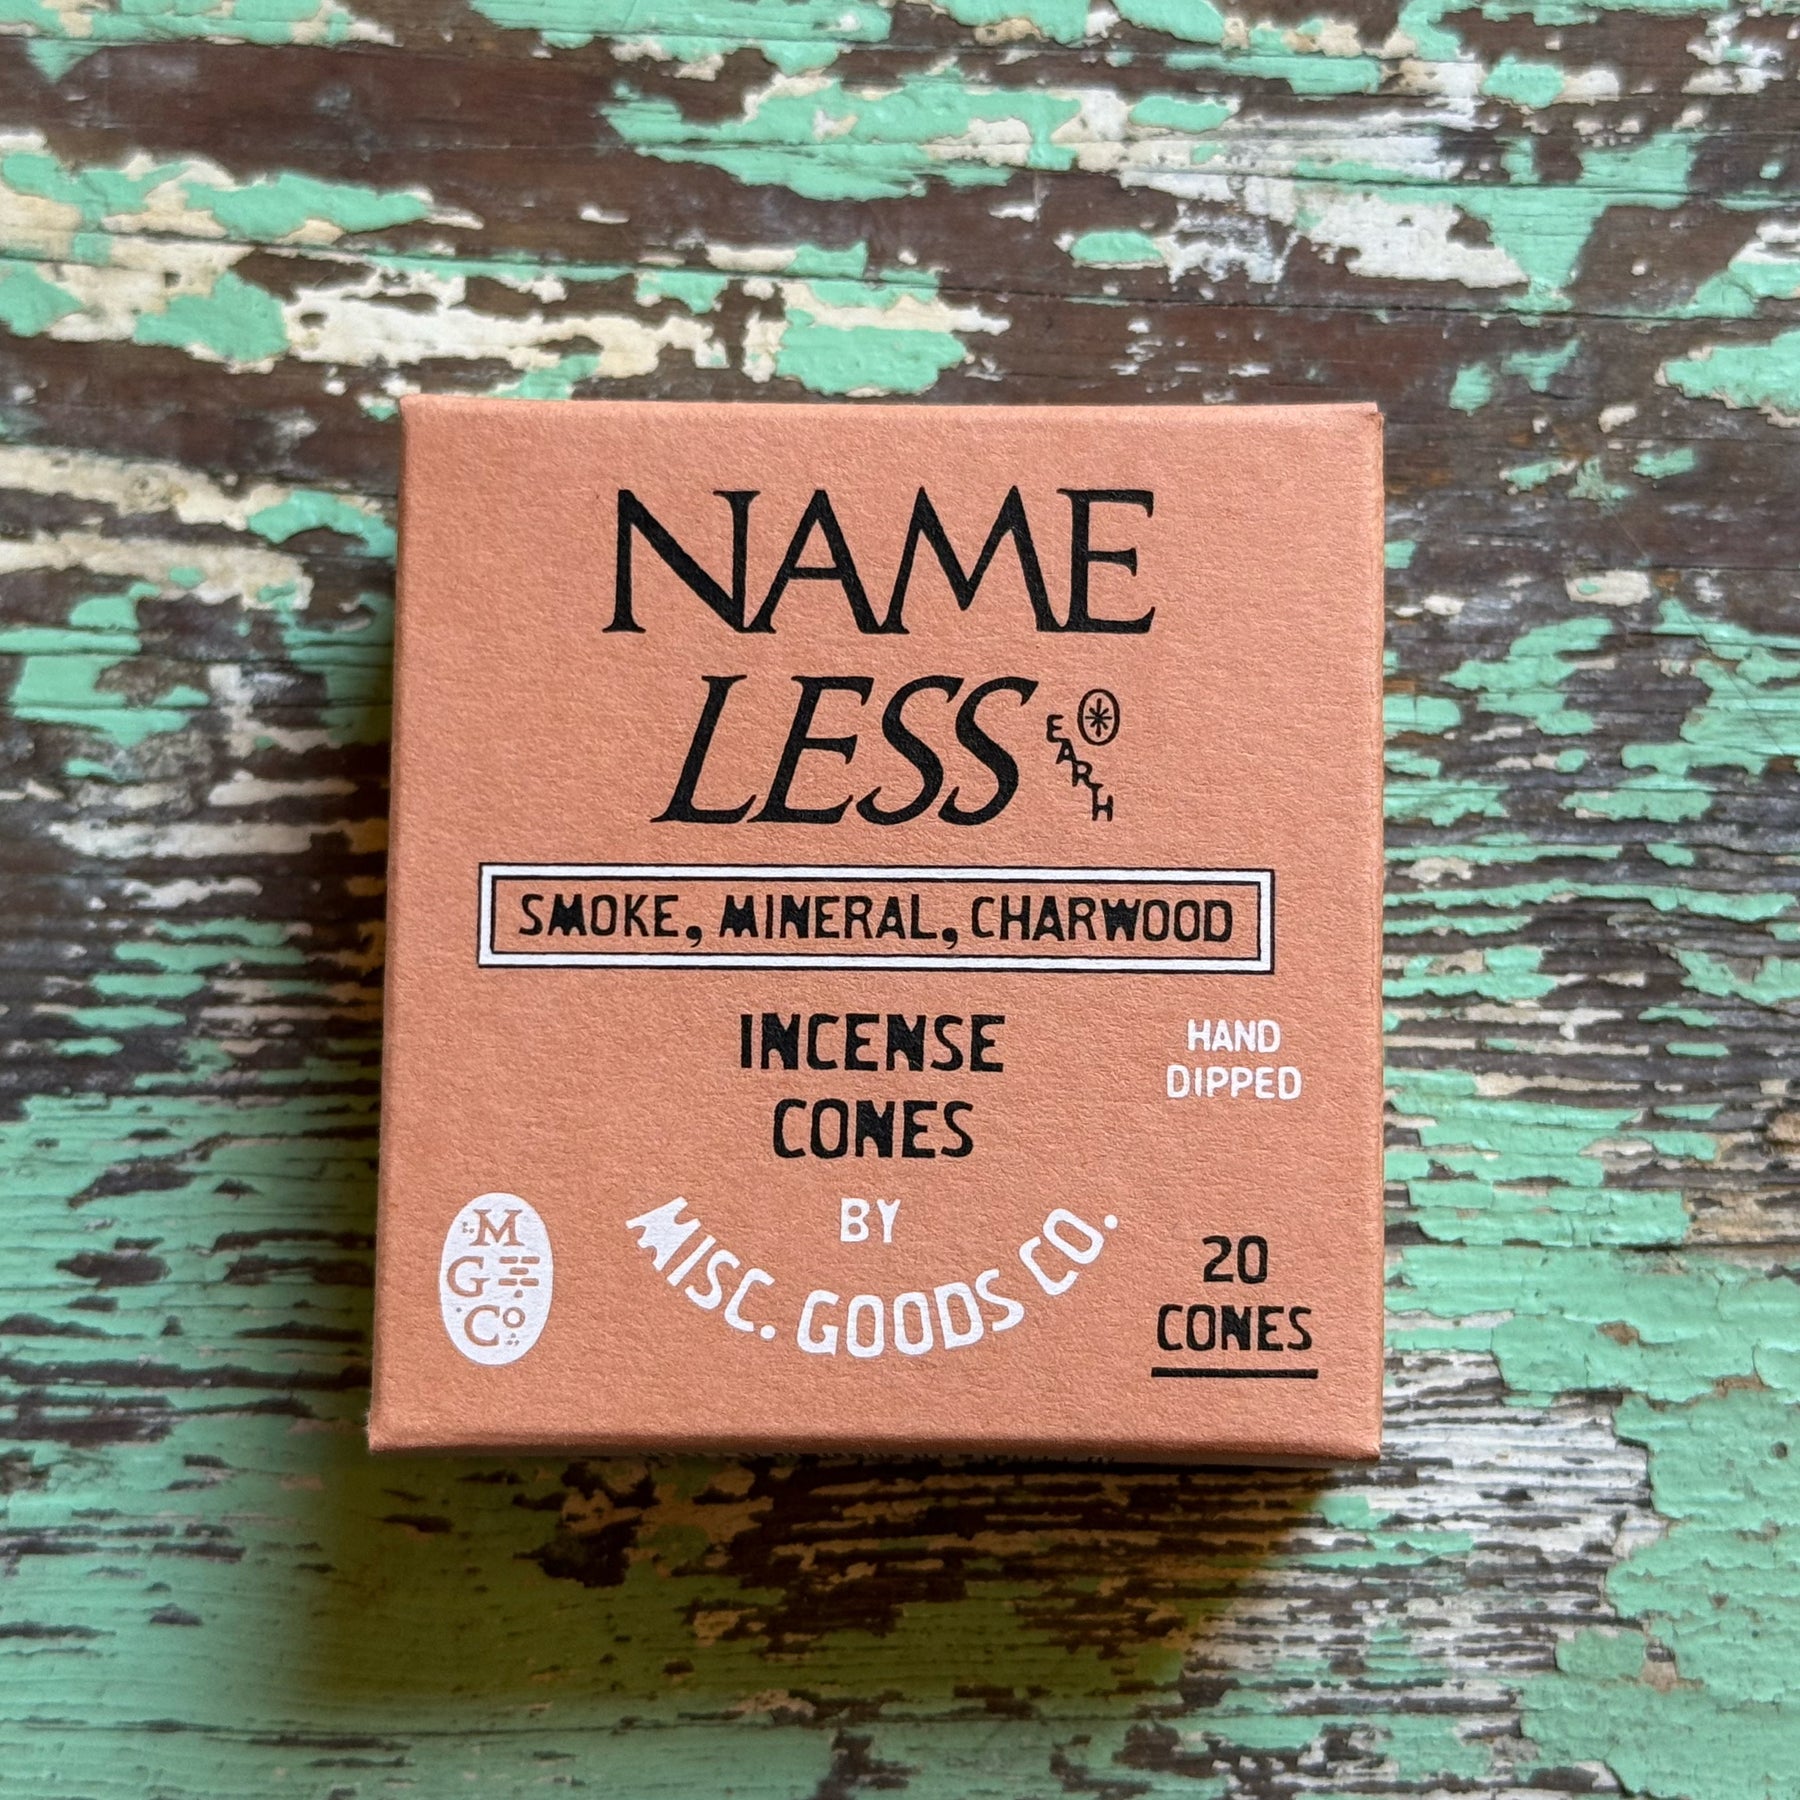 NAME
LESS
EARTH
SMOKE, MINERAL, CHARWOOD
INCENSE
CONES
HAND
DIPPED
BY
MISC. GOODS CO.
M
G
Co
20
CONES